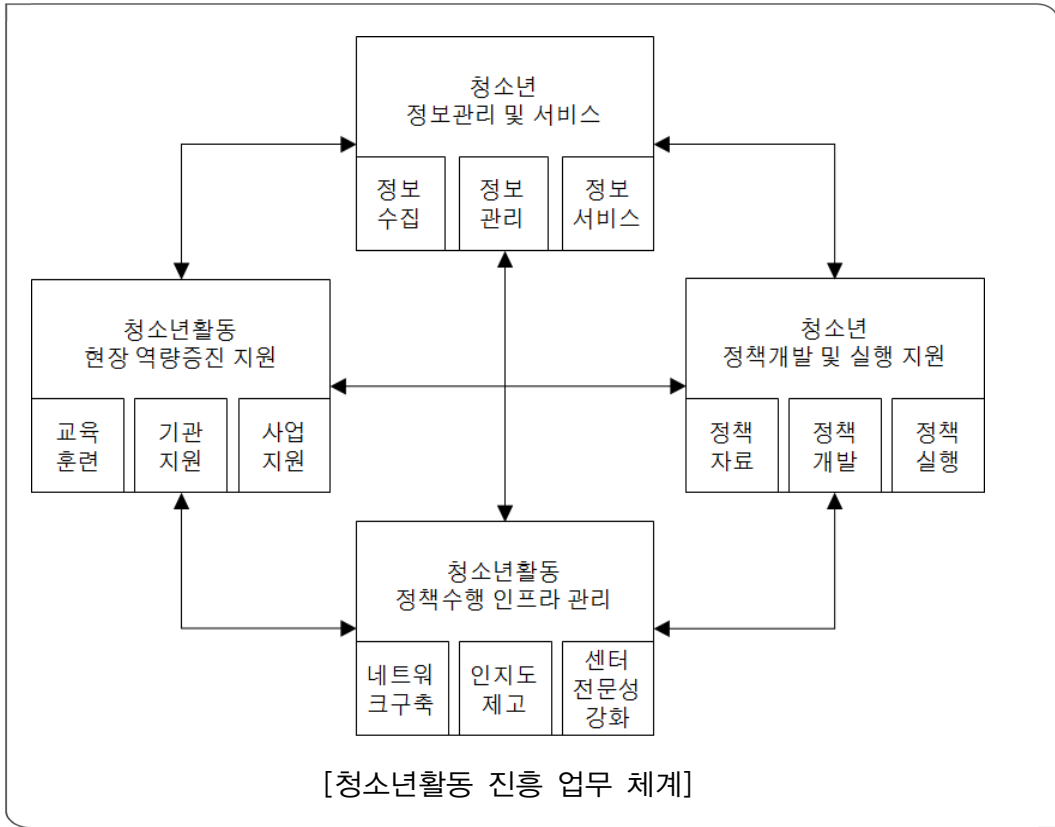 청소년
정보관리 및 서비스
정보
수집
정보
관리
정보
서비스
청소년활동
현장 역량증진 지원
교육
훈련
기관
지원
사업
지원
청소년
정책개발 및 실행 지원
정책
자료
정책
개발
정책
실행
청소년활동
정책수행 인프라 관리
네트워
크구축
인지도
제고
센터
전문성
강화
[청소년활동 진흥 업무 체계]